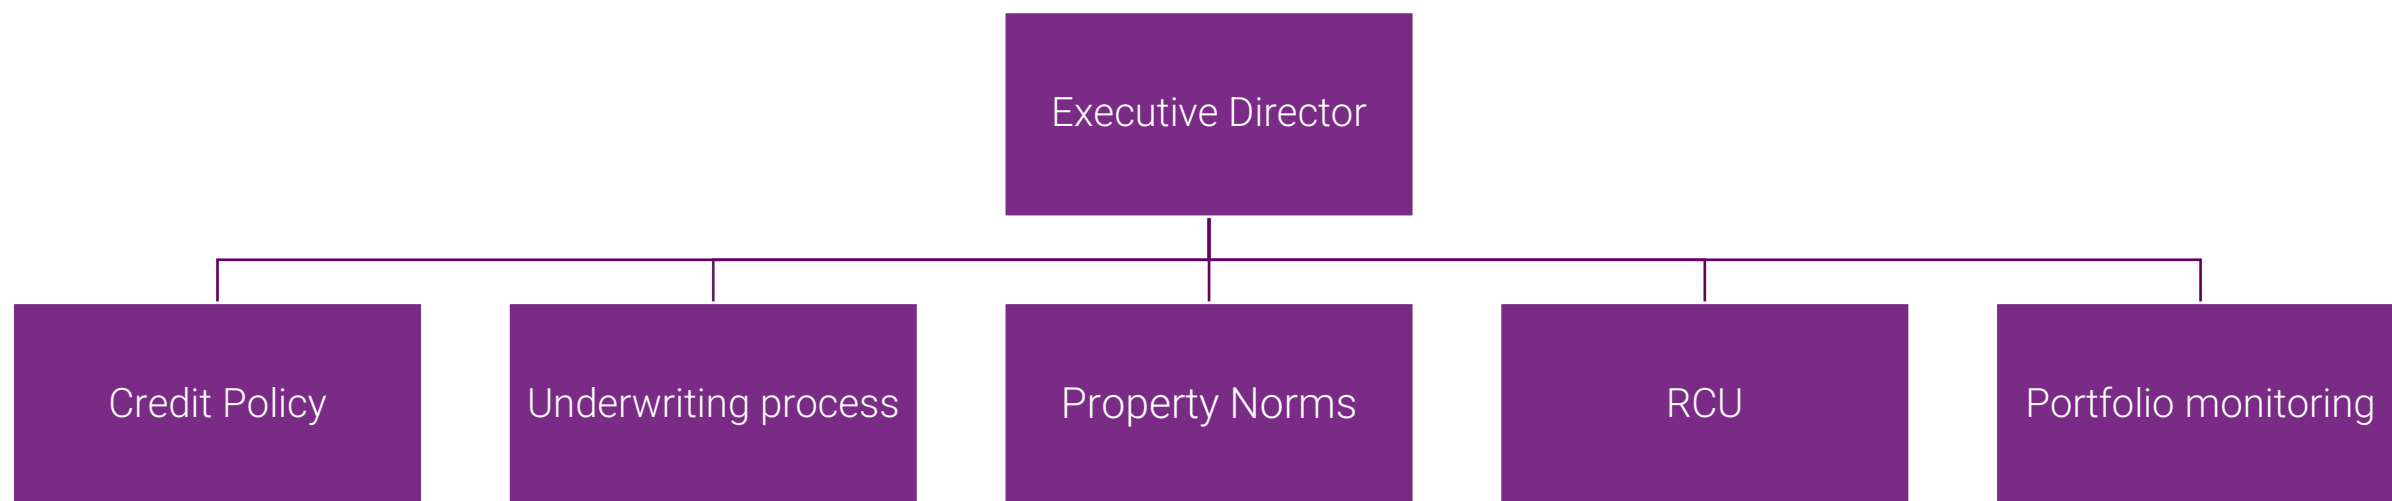 Executive Director
Credit Policy
Underwriting process
Property Norms
RCU
Portfolio monitoring